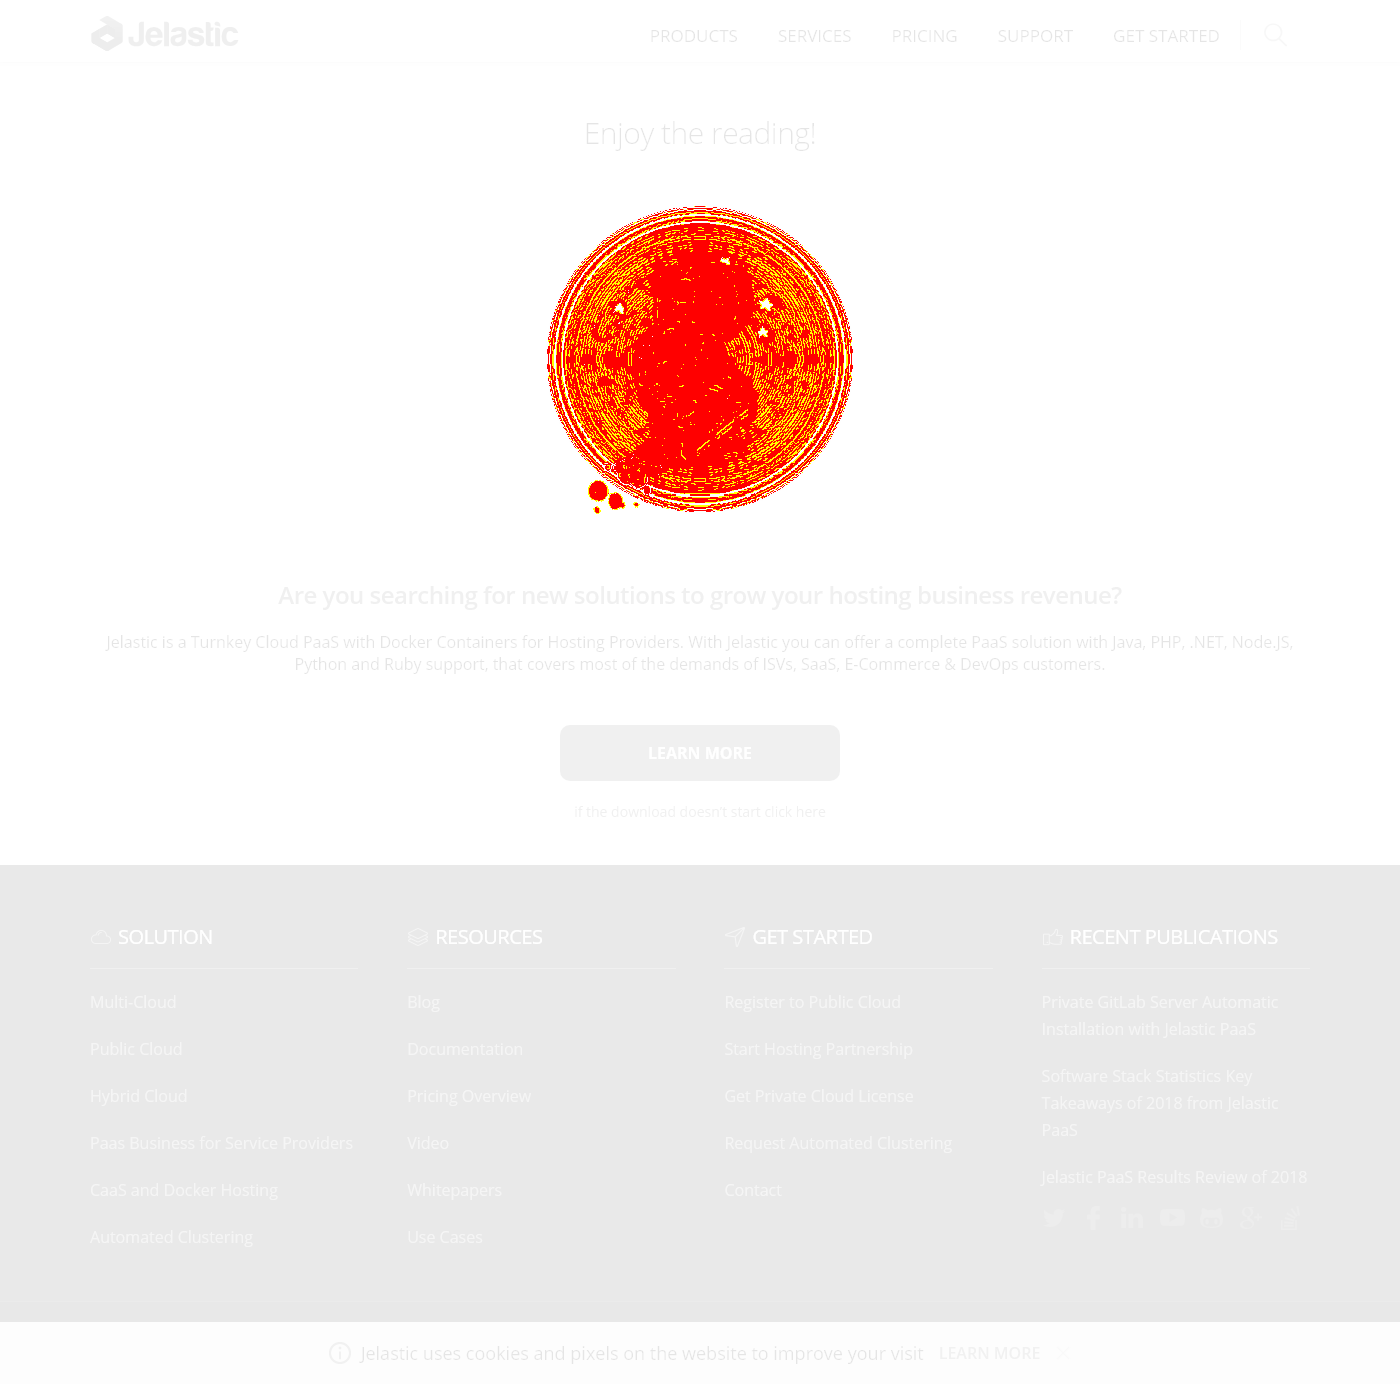 Jelastic
PRODUCTS
SERVICES
PRICING
SUPPORT
GET STARTED
Enjoy the reading!
Are you searching for new solutions to grow your hosting business revenue?
Jelastic is a Turnkey Cloud PaaS with Docker Containers for Hosting Providers. With Jelastic you can offer a complete PaaS solution with Java, PHP, .NET, Node.JS,
Python and Ruby support, that covers most of the demands of ISVs, SaaS, E-Commerce & DevOps customers.
LEARN MORE
If the download doesn't start click here
SOLUTION
Multi-Cloud
Public Cloud
Hybrid Cloud
Paas Business for Service Providers
CaaS and Docker Hosting
Automated Clustering
RESOURCES
Blog
Documentation
Pricing Overview
Video
Whitepapers
Use Cases
GET STARTED
Register to Public Cloud
Start Hosting Partnership
Get Private Cloud License
Request Automated Clustering
Contact
RECENT PUBLICATIONS
Private GitLab Server Automatic
Installation with Jelastic PaaS
Software Stack Statistics Key
Takeaways of 2018 from Jelastic
PaaS
Jelastic PaaS Results Review of 2018
Jelastic uses cookies and pixels on the website to improve your visit
LEARN MORE